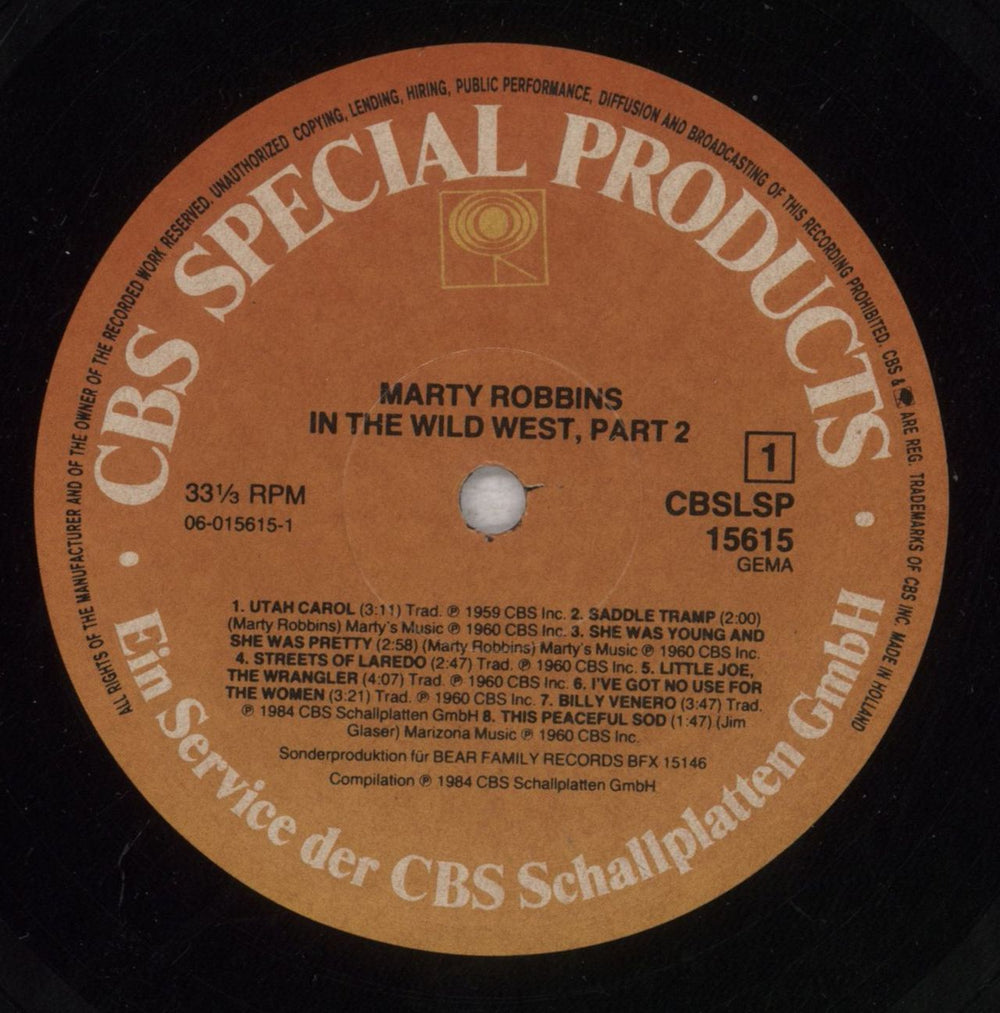 ALL RIGHTS OF THE MANUFACTURER AND OF THE OWNER OF THE RECORDED WORK RESERVED. UNAUTHORIZED COPYING, LENDING, HIRING, PUBLIC PERFORMANCE, DIFFUSION AND BROADCASTING OF THIS RECORDING PROHIBITED. CBS & ARE REG. TRADEMARKS OF CBS INC. MADE IN HOLLAND
CBS SPECIAL PRODUCTS
MARTY ROBBINS
IN THE WILD WEST, PART 2
1
33⅓ RPM
06-015615-1
CBSLSP
15615
GEMA
1. UTAH CAROL (3:11) Trad. ℗ 1959 CBS Inc. 2. SADDLE TRAMP (2:00)
(Marty Robbins) Marty's Music ℗ 1960 CBS Inc. 3. SHE WAS YOUNG AND
SHE WAS PRETTY (2:58) (Marty Robbins) Marty's Music ℗ 1960 CBS Inc.
4. STREETS OF LAREDO (2:47) Trad. ℗ 1960 CBS Inc. 5. LITTLE JOE,
THE WRANGLER (4:07) Trad. ℗ 1960 CBS Inc. 6. I'VE GOT NO USE FOR
THE WOMEN (3:21) Trad. ℗ 1960 CBS Inc. 7. BILLY VENERO (3:47) Trad.
℗ 1984 CBS Schallplatten GmbH 8. THIS PEACEFUL SOD (1:47) (Jim
Glaser) Marizona Music ℗ 1960 CBS Inc.
Sonderproduktion für BEAR FAMILY RECORDS BFX 15146
Compilation ℗ 1984 CBS Schallplatten GmbH
Ein Service der CBS Schallplatten GmbH